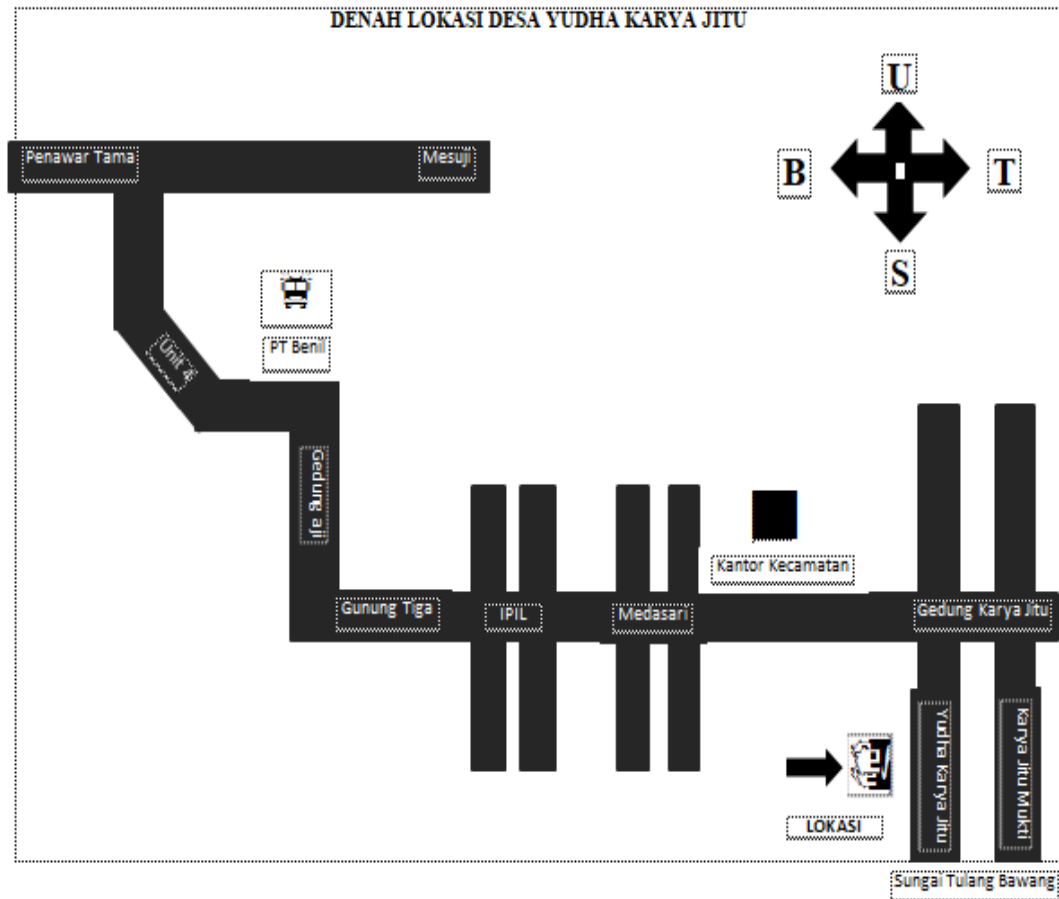 DENAH LOKASI DESA YUDHA KARYA JITU
U
B
T
S
Penawar Tama
Mesuji
PT Benil
Unit 4
Gedung aji
Kantor Kecamatan
Gunung Tiga
IPIL
Medasari
Gedung Karya Jitu
Yudha Karya Jitu
Karya Jitu Mukti
LOKASI
Sungai Tulang Bawang